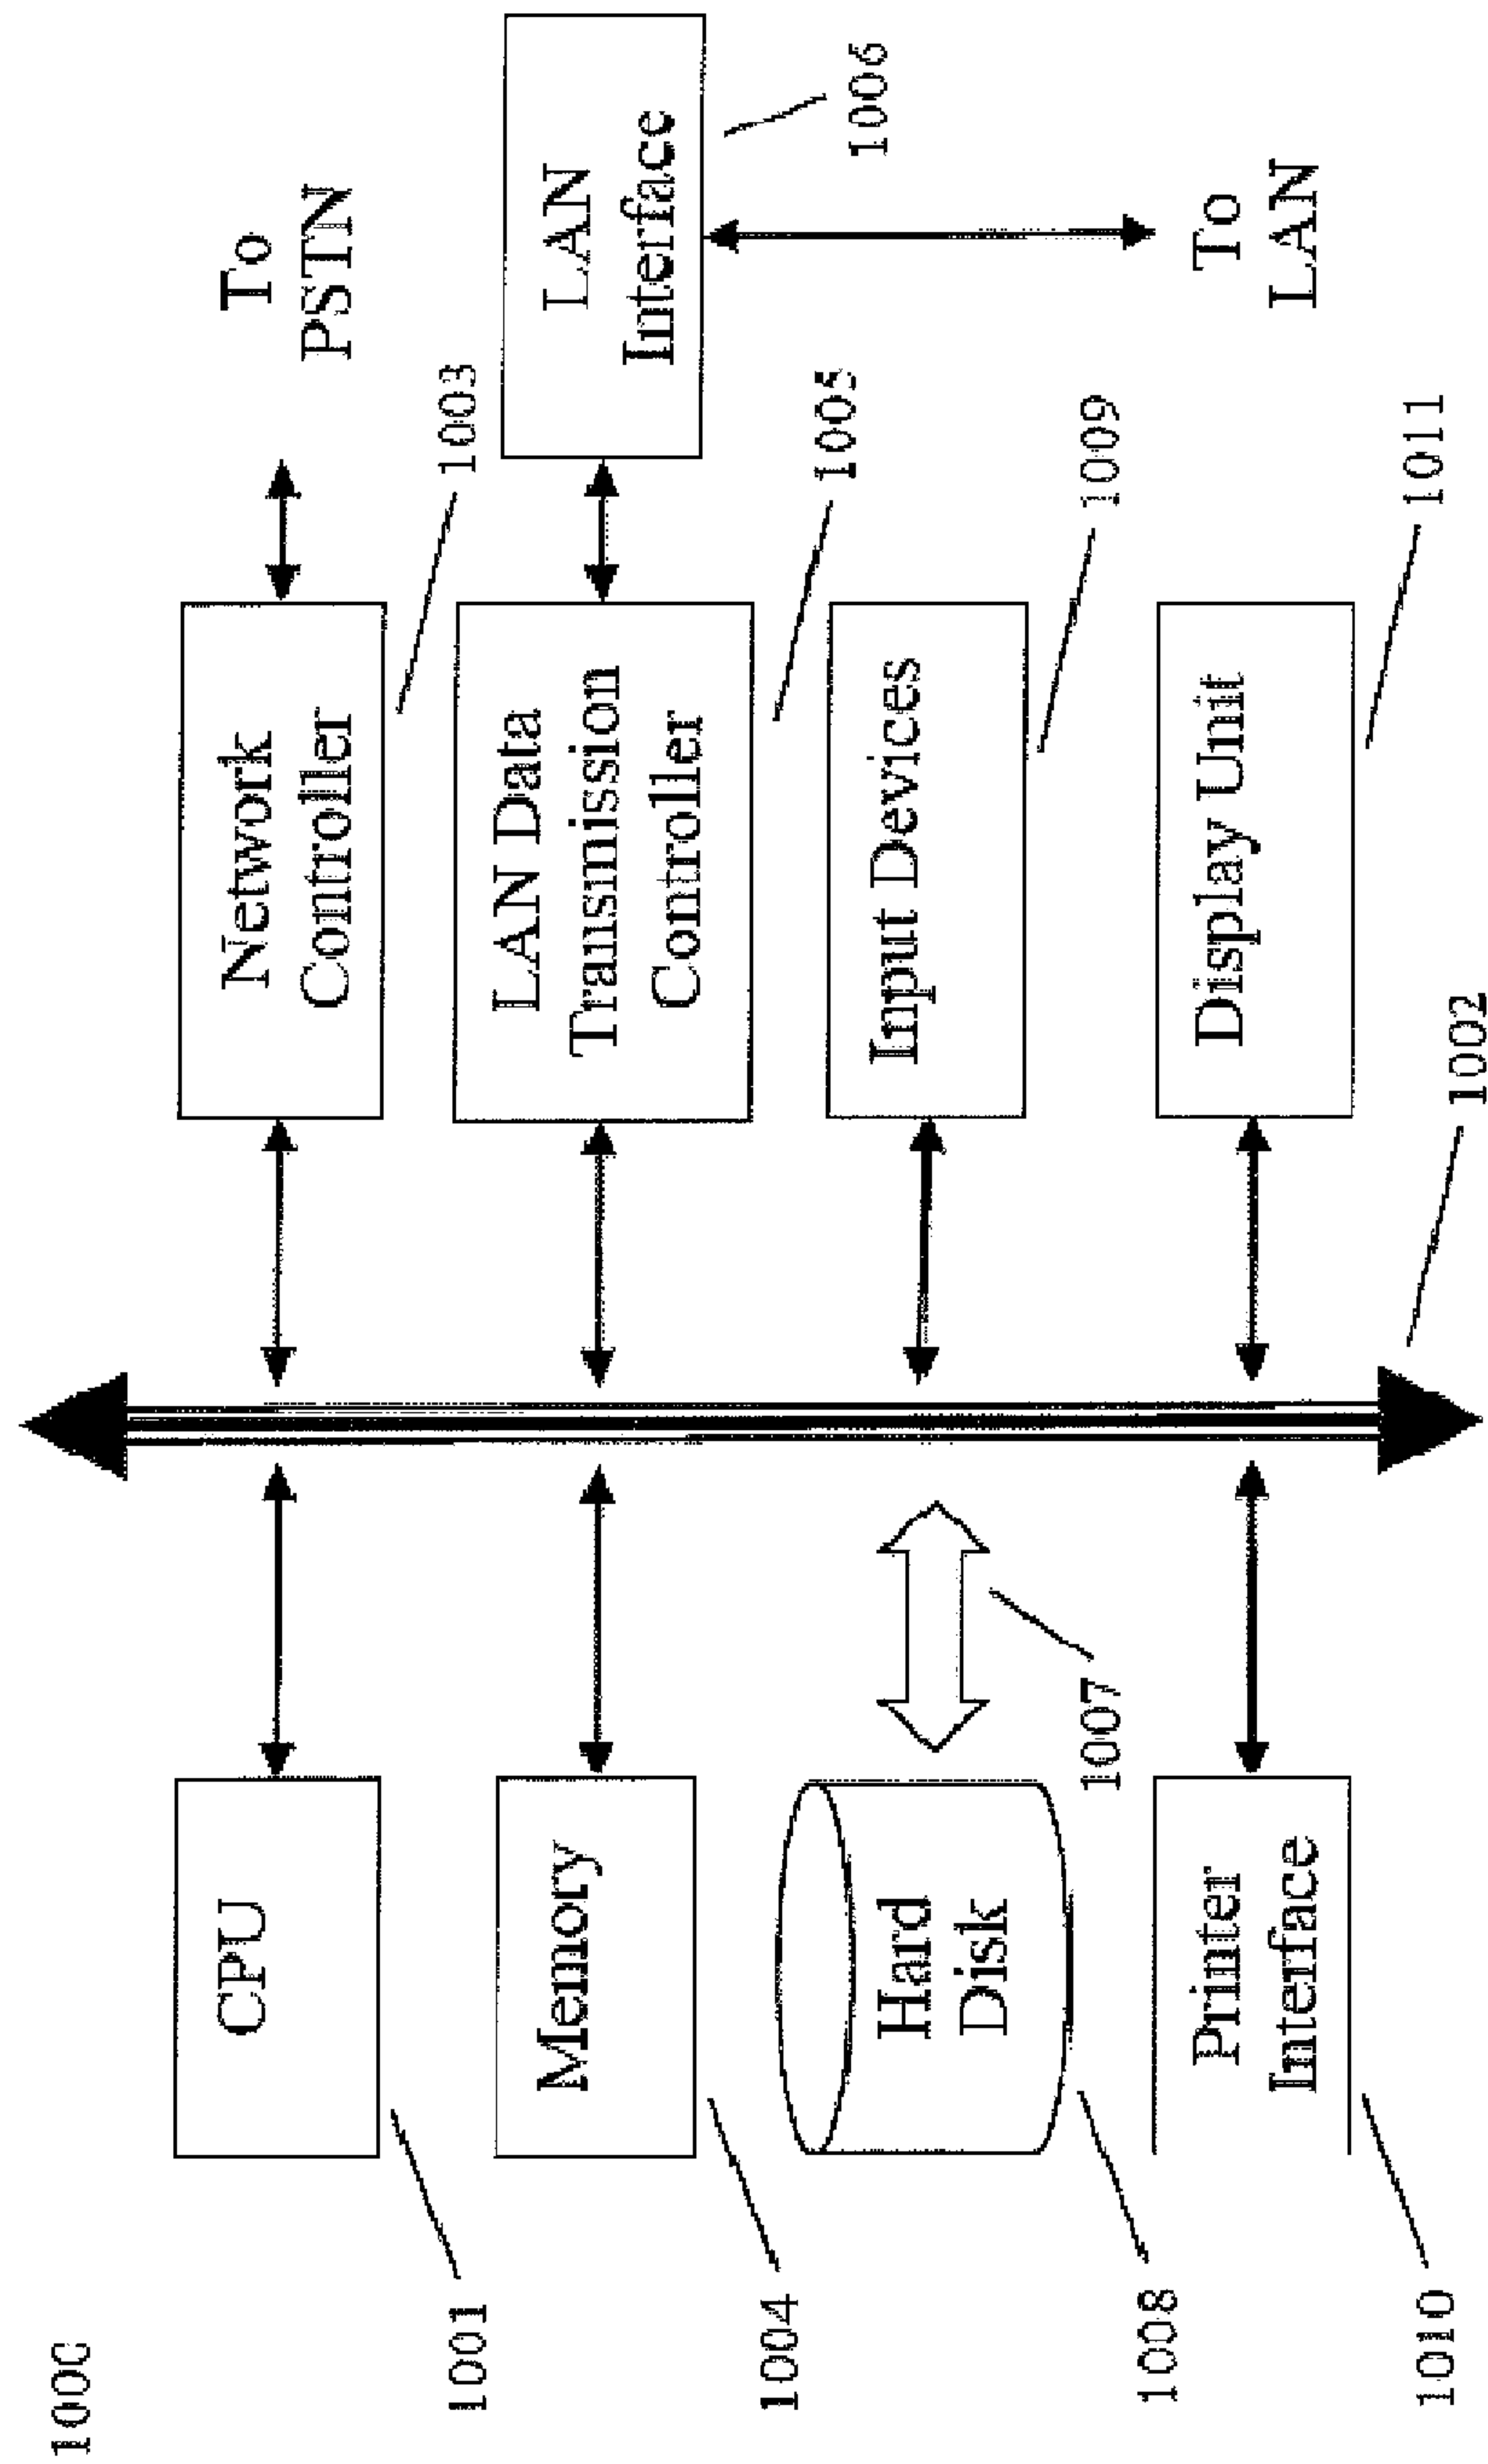 1000
CPU
Network
Controller
To
PSTN
1001
1003
Memory
LAN Data
Transmission
Controller
LAN
Interface
1004
1005
1006
Hard
Disk
Input Devices
1008
1007
1009
Printer
Interface
Display Unit
To
LAN
1010
1011
1002